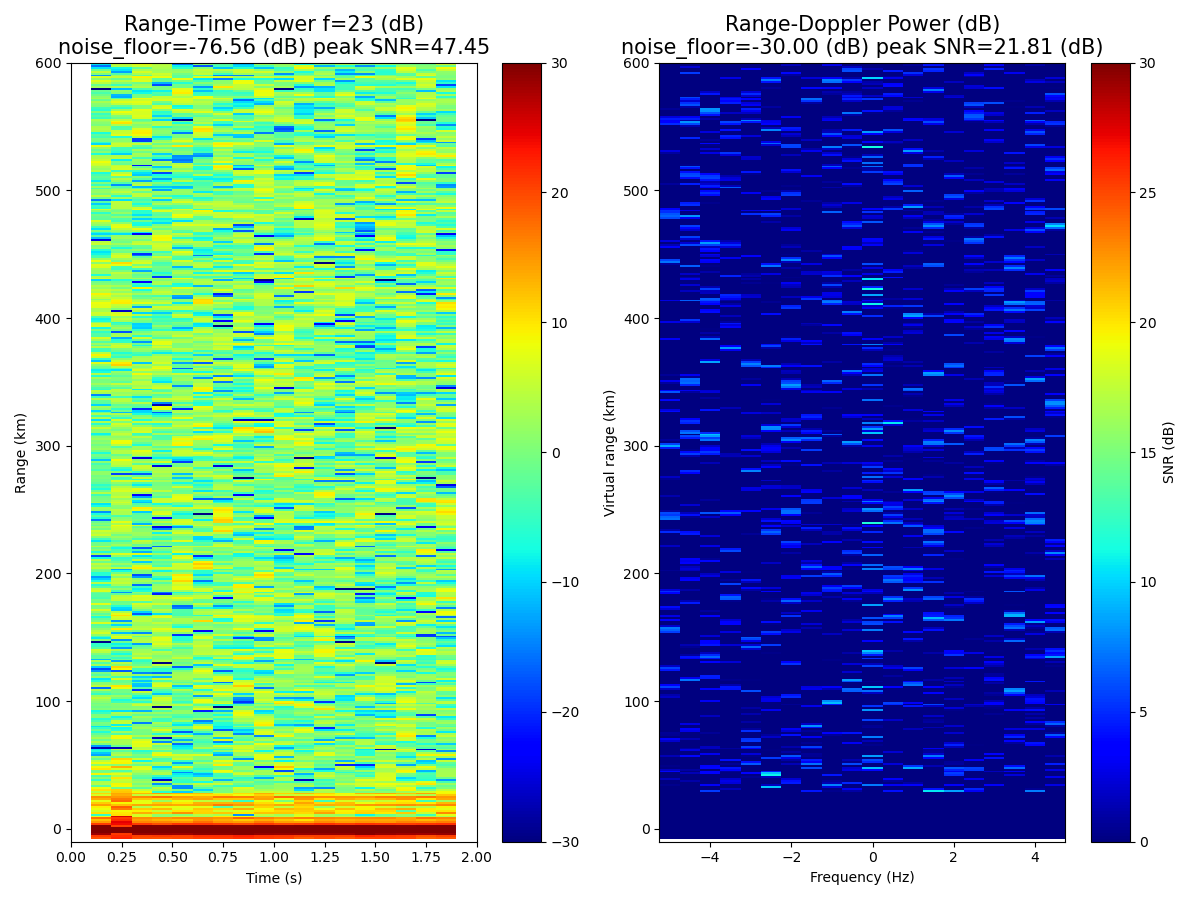 Range-Time Power f=23 (dB)
noise_floor=-76.56 (dB) peak SNR=47.45
Range (km)
600
500
400
300
200
100
0
0.00 0.25 0.50 0.75 1.00 1.25 1.50 1.75 2.00
Time (s)
30
20
10
0
−10
−20
−30
Range-Doppler Power (dB)
noise_floor=-30.00 (dB) peak SNR=21.81 (dB)
Virtual range (km)
600
500
400
300
200
100
0
−4 −2 0 2 4
Frequency (Hz)
30
25
20
15
10
5
0
SNR (dB)